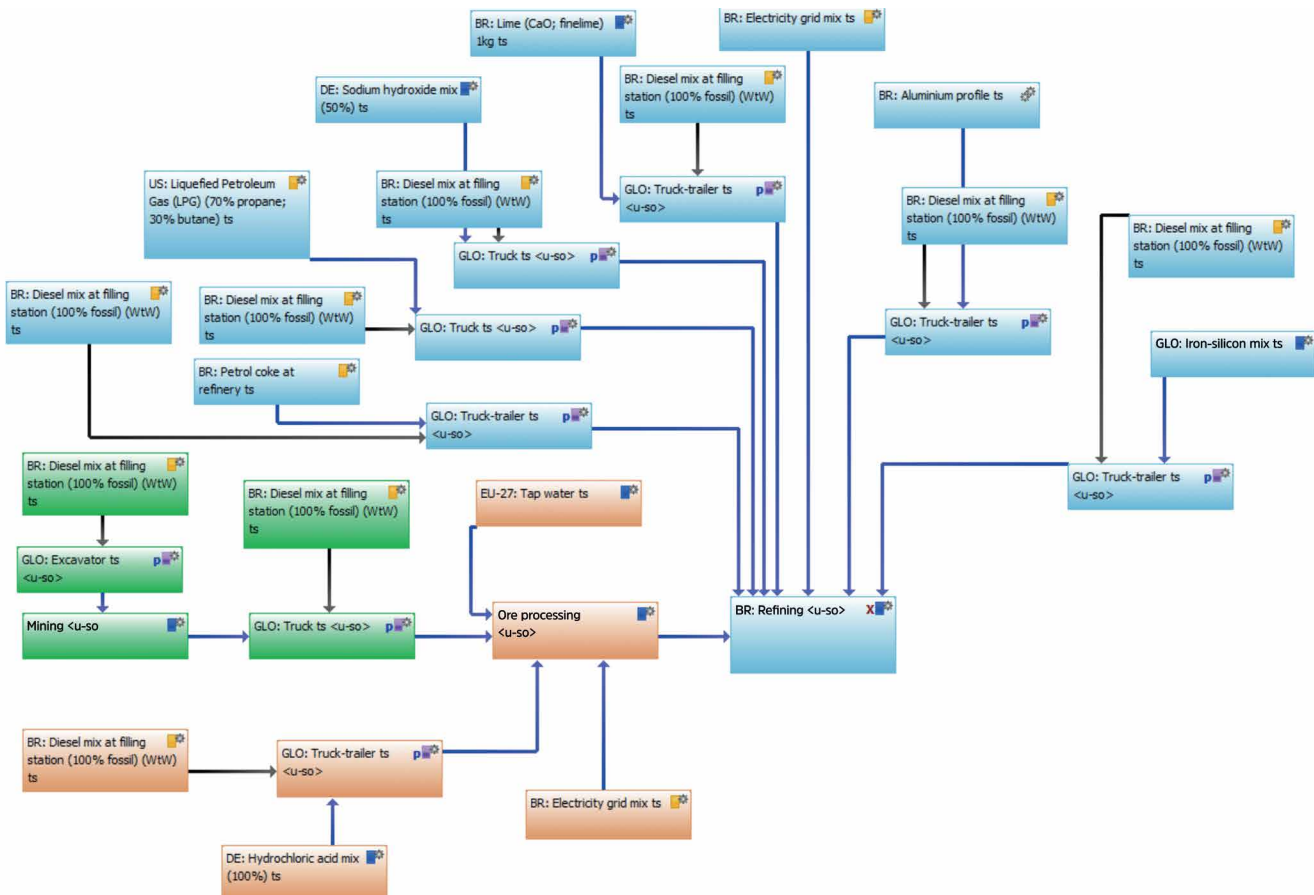 BR: Lime (CaO; finelime)
1kg ts
BR: Electricity grid mix ts
DE: Sodium hydroxide mix
(50%) ts
BR: Diesel mix at filling
station (100% fossil) (WtW)
ts
BR: Aluminium profile ts
US: Liquefied Petroleum
Gas (LPG) (70% propane;
30% butane) ts
BR: Diesel mix at filling
station (100% fossil) (WtW)
ts
GLO: Truck-trailer ts
<u-so>
p
BR: Diesel mix at filling
station (100% fossil) (WtW)
ts
BR: Diesel mix at filling
station (100% fossil) (WtW)
ts
GLO: Truck ts <u-so>
p
BR: Diesel mix at filling
station (100% fossil) (WtW)
ts
BR: Diesel mix at filling
station (100% fossil) (WtW)
ts
GLO: Truck ts <u-so>
p
GLO: Truck-trailer ts
<u-so>
p
GLO: Iron-silicon mix ts
BR: Petrol coke at
refinery ts
GLO: Truck-trailer ts
<u-so>
p
BR: Diesel mix at filling
station (100% fossil) (WtW)
ts
BR: Diesel mix at filling
station (100% fossil) (WtW)
ts
EU-27: Tap water ts
GLO: Truck-trailer ts
<u-so>
p
GLO: Excavator ts
<u-so>
p
Mining <u-so
GLO: Truck ts <u-so>
p
Ore processing
<u-so>
BR: Refining <u-so>
X
BR: Diesel mix at filling
station (100% fossil) (WtW)
ts
GLO: Truck-trailer ts
<u-so>
p
BR: Electricity grid mix ts
DE: Hydrochloric acid mix
(100%) ts